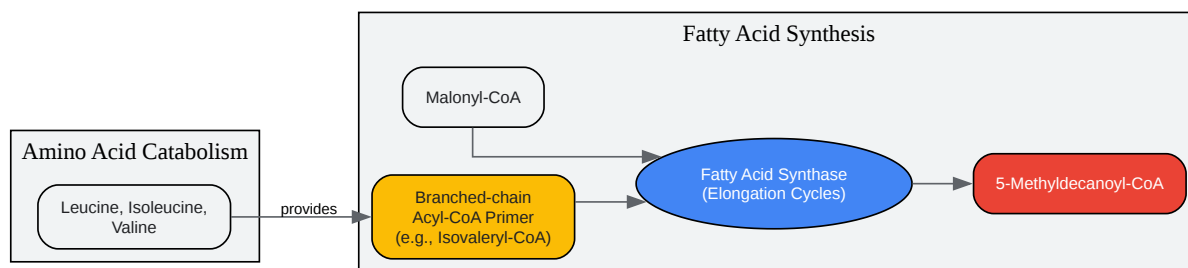 Fatty Acid Synthesis
Malonyl-CoA
Amino Acid Catabolism
Leucine, Isoleucine,
Valine
provides
Branched-chain
Acyl-CoA Primer
(e.g., Isovaleryl-CoA)
Fatty Acid Synthase
(Elongation Cycles)
5-Methyldecanoyl-CoA